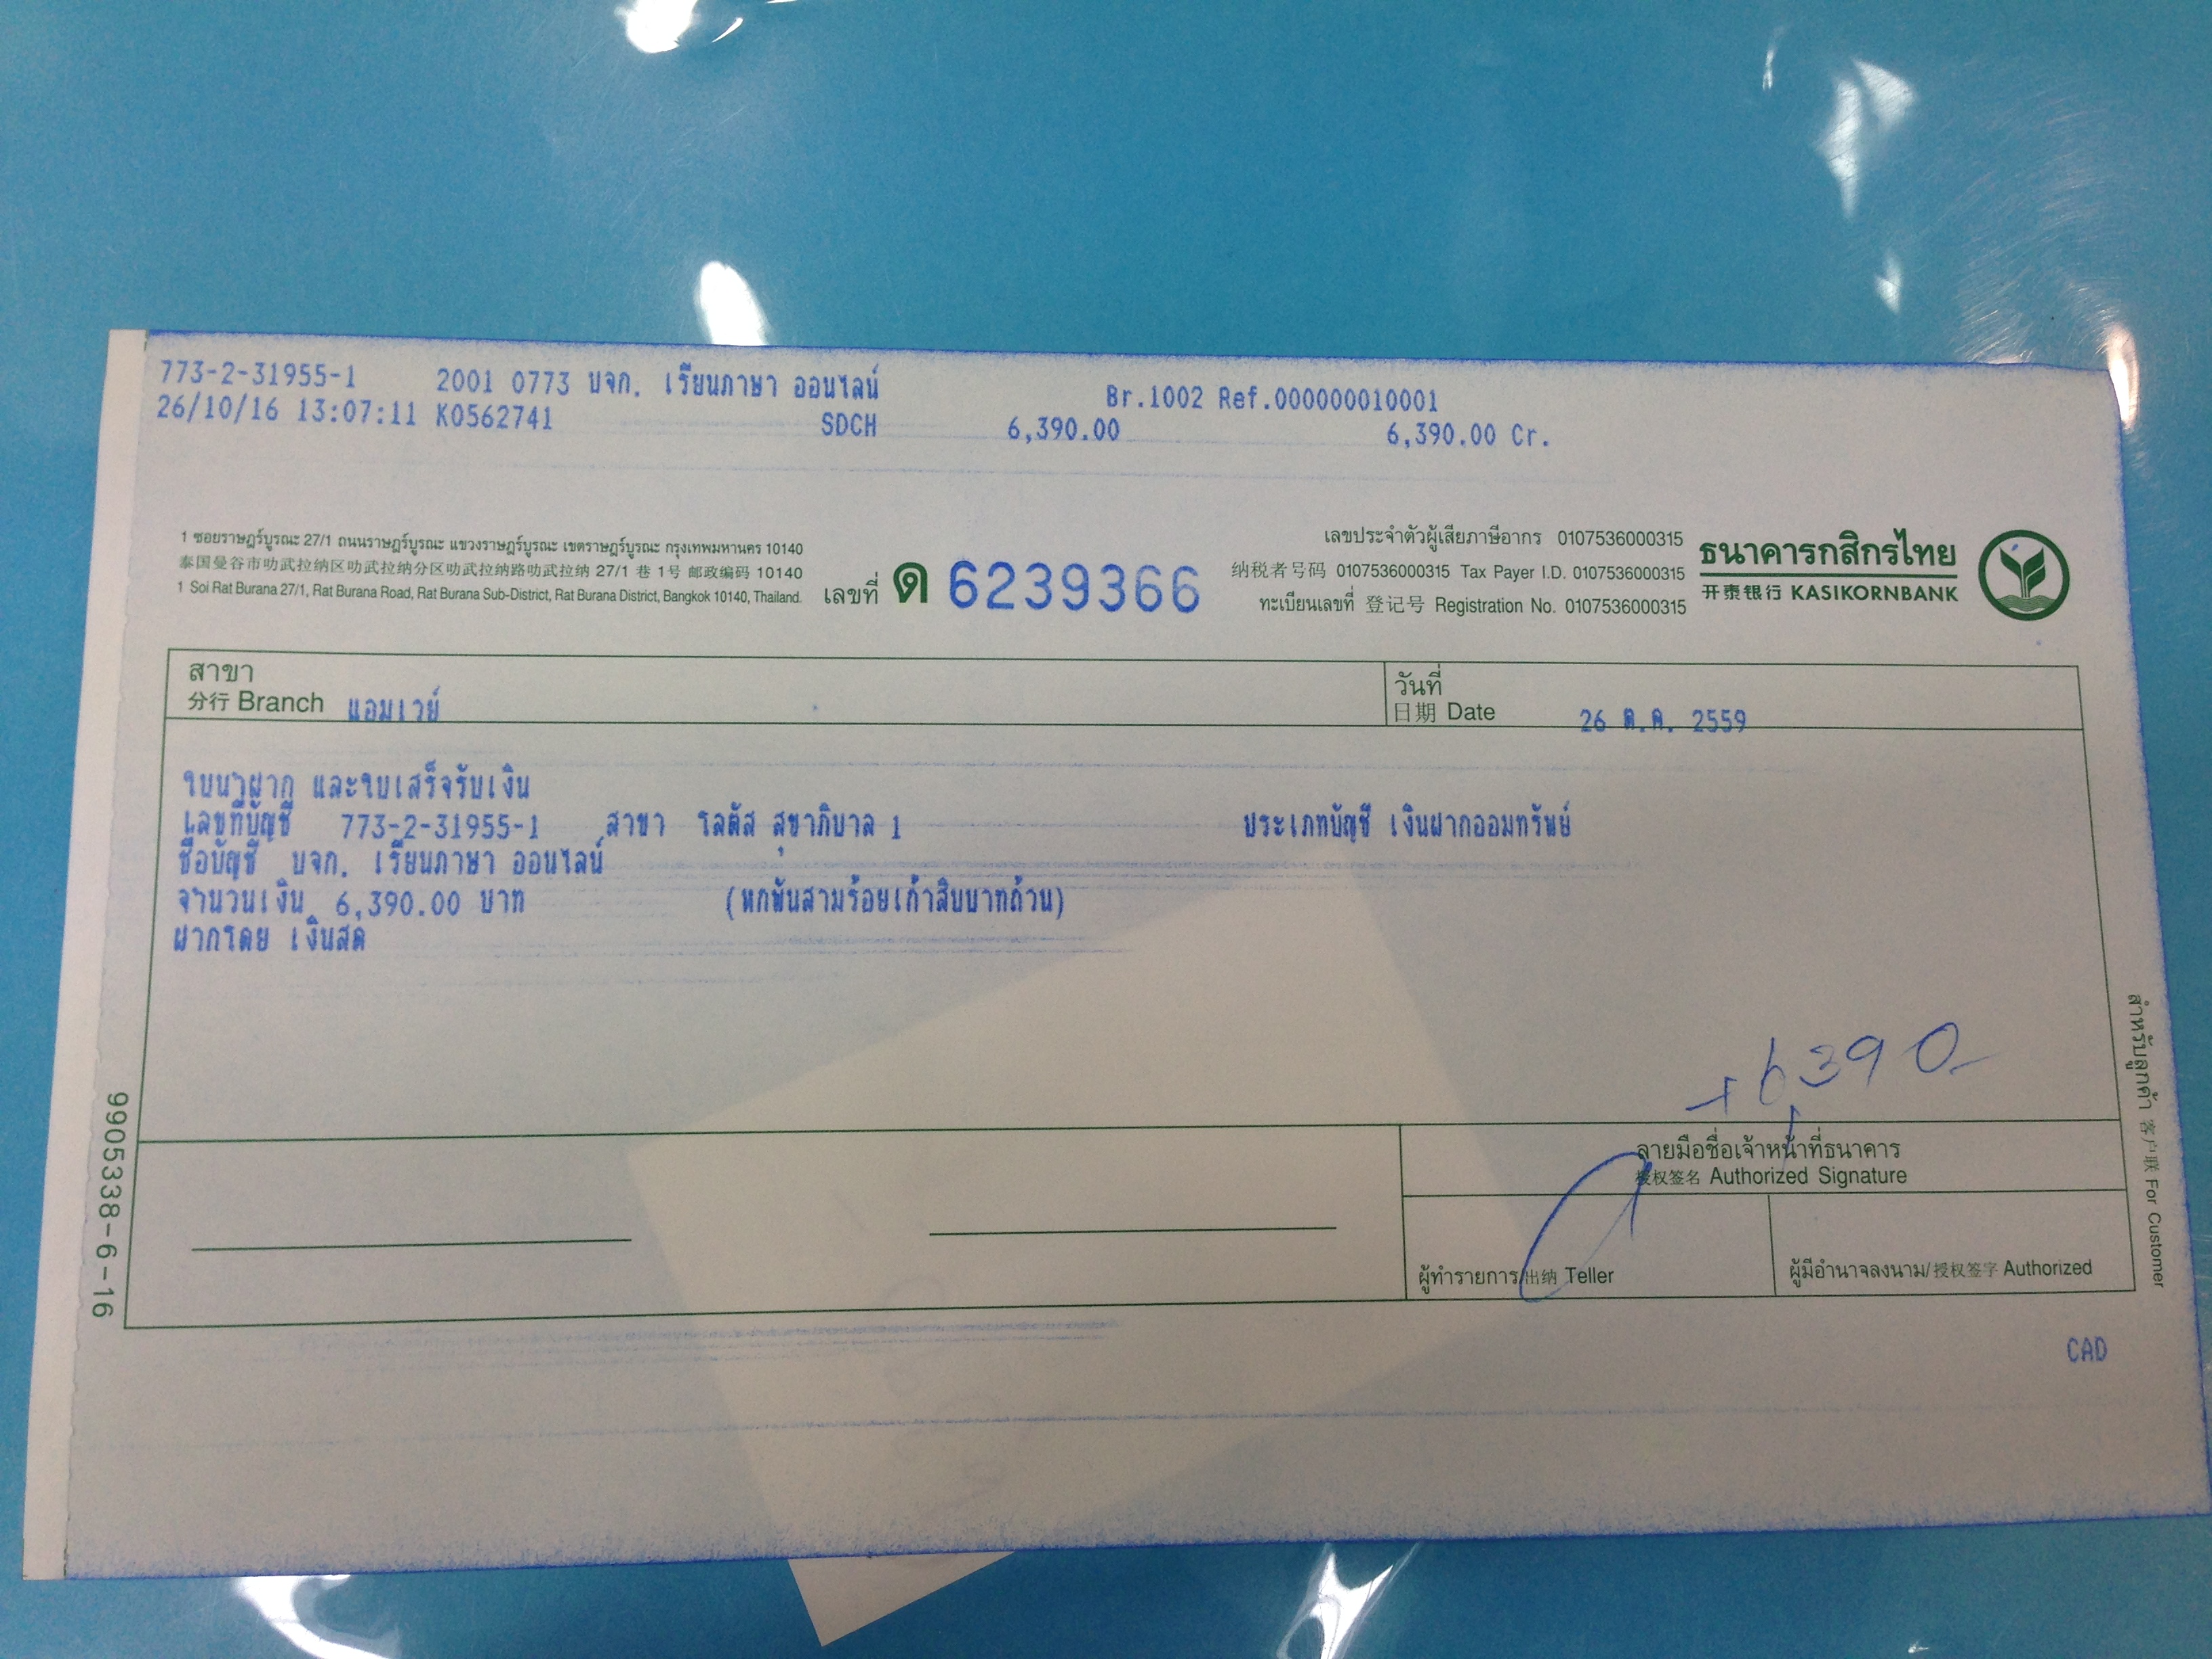 773-2-31955-1 2001 0773 บจก. เรียนภาษา ออนไลน์ Br.1002 Ref.000000010001
26/10/16 13:07:11 K0562741 SDCH 6,390.00 6,390.00 Cr.
1 ซอยราษฎร์บูรณะ 27/1 ถนนราษฎร์บูรณะ แขวงราษฎร์บูรณะ เขตราษฎร์บูรณะ กรุงเทพมหานคร 10140
泰国曼谷市叻武拉纳区叻武拉纳分区叻武拉纳路叻武拉纳 27/1 巷 1号 邮政编码 10140
1 Soi Rat Burana 27/1, Rat Burana Road, Rat Burana Sub-District, Rat Burana District, Bangkok 10140, Thailand.
เลขที่ ด 6239366
เลขประจำตัวผู้เสียภาษีอากร 0107536000315
纳税者号码 0107536000315 Tax Payer I.D. 0107536000315
ทะเบียนเลขที่ 登记号 Registration No. 0107536000315
ธนาคารกสิกรไทย
开泰银行 KASIKORNBANK
สาขา
分行 Branch แอมเวย์
วันที่
日期 Date 26 ต.ค. 2559
ใบนำฝาก และใบเสร็จรับเงิน
เลขที่บัญชี 773-2-31955-1 สาขา โลตัส สุขาภิบาล 1 ประเภทบัญชี เงินฝากออมทรัพย์
ชื่อบัญชี บจก. เรียนภาษา ออนไลน์
จำนวนเงิน 6,390.00 บาท (หกพันสามร้อยเก้าสิบบาทถ้วน)
ฝากโดย เงินสด
+6,390-
ลายมือชื่อเจ้าหน้าที่ธนาคาร
授权签名 Authorized Signature
ผู้ทำรายการ/出纳 Teller
ผู้มีอำนาจลงนาม/授权签字 Authorized
สำหรับลูกค้า 客户联 For Customer
9905338-6-16
CAD